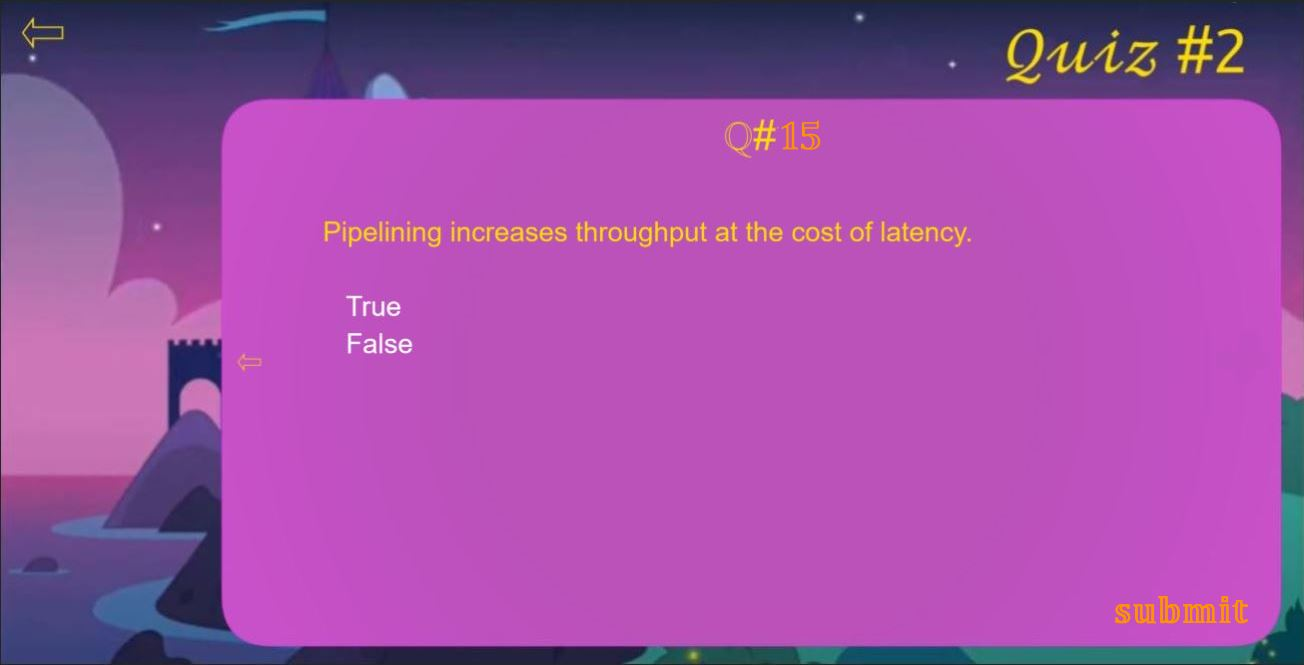 Quiz #2
Q#15
Pipelining increases throughput at the cost of latency.
True
False
submit